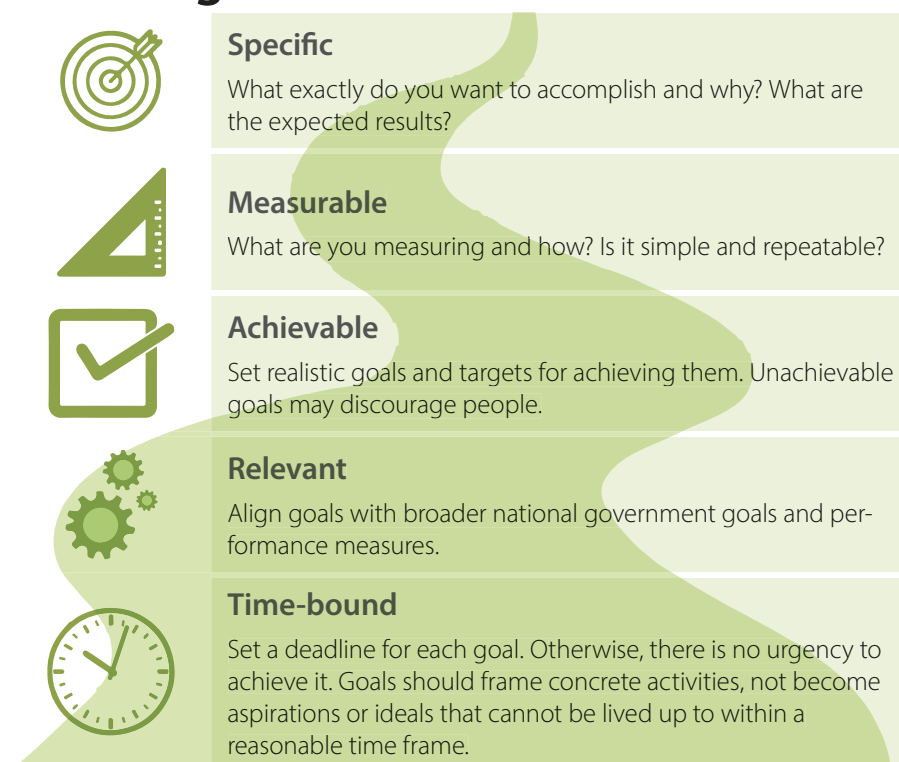 Specific
What exactly do you want to accomplish and why? What are
the expected results?
Measurable
What are you measuring and how? Is it simple and repeatable?
Achievable
Set realistic goals and targets for achieving them. Unachievable
goals may discourage people.
Relevant
Align goals with broader national government goals and per-
formance measures.
Time-bound
Set a deadline for each goal. Otherwise, there is no urgency to
achieve it. Goals should frame concrete activities, not become
aspirations or ideals that cannot be lived up to within a
reasonable time frame.